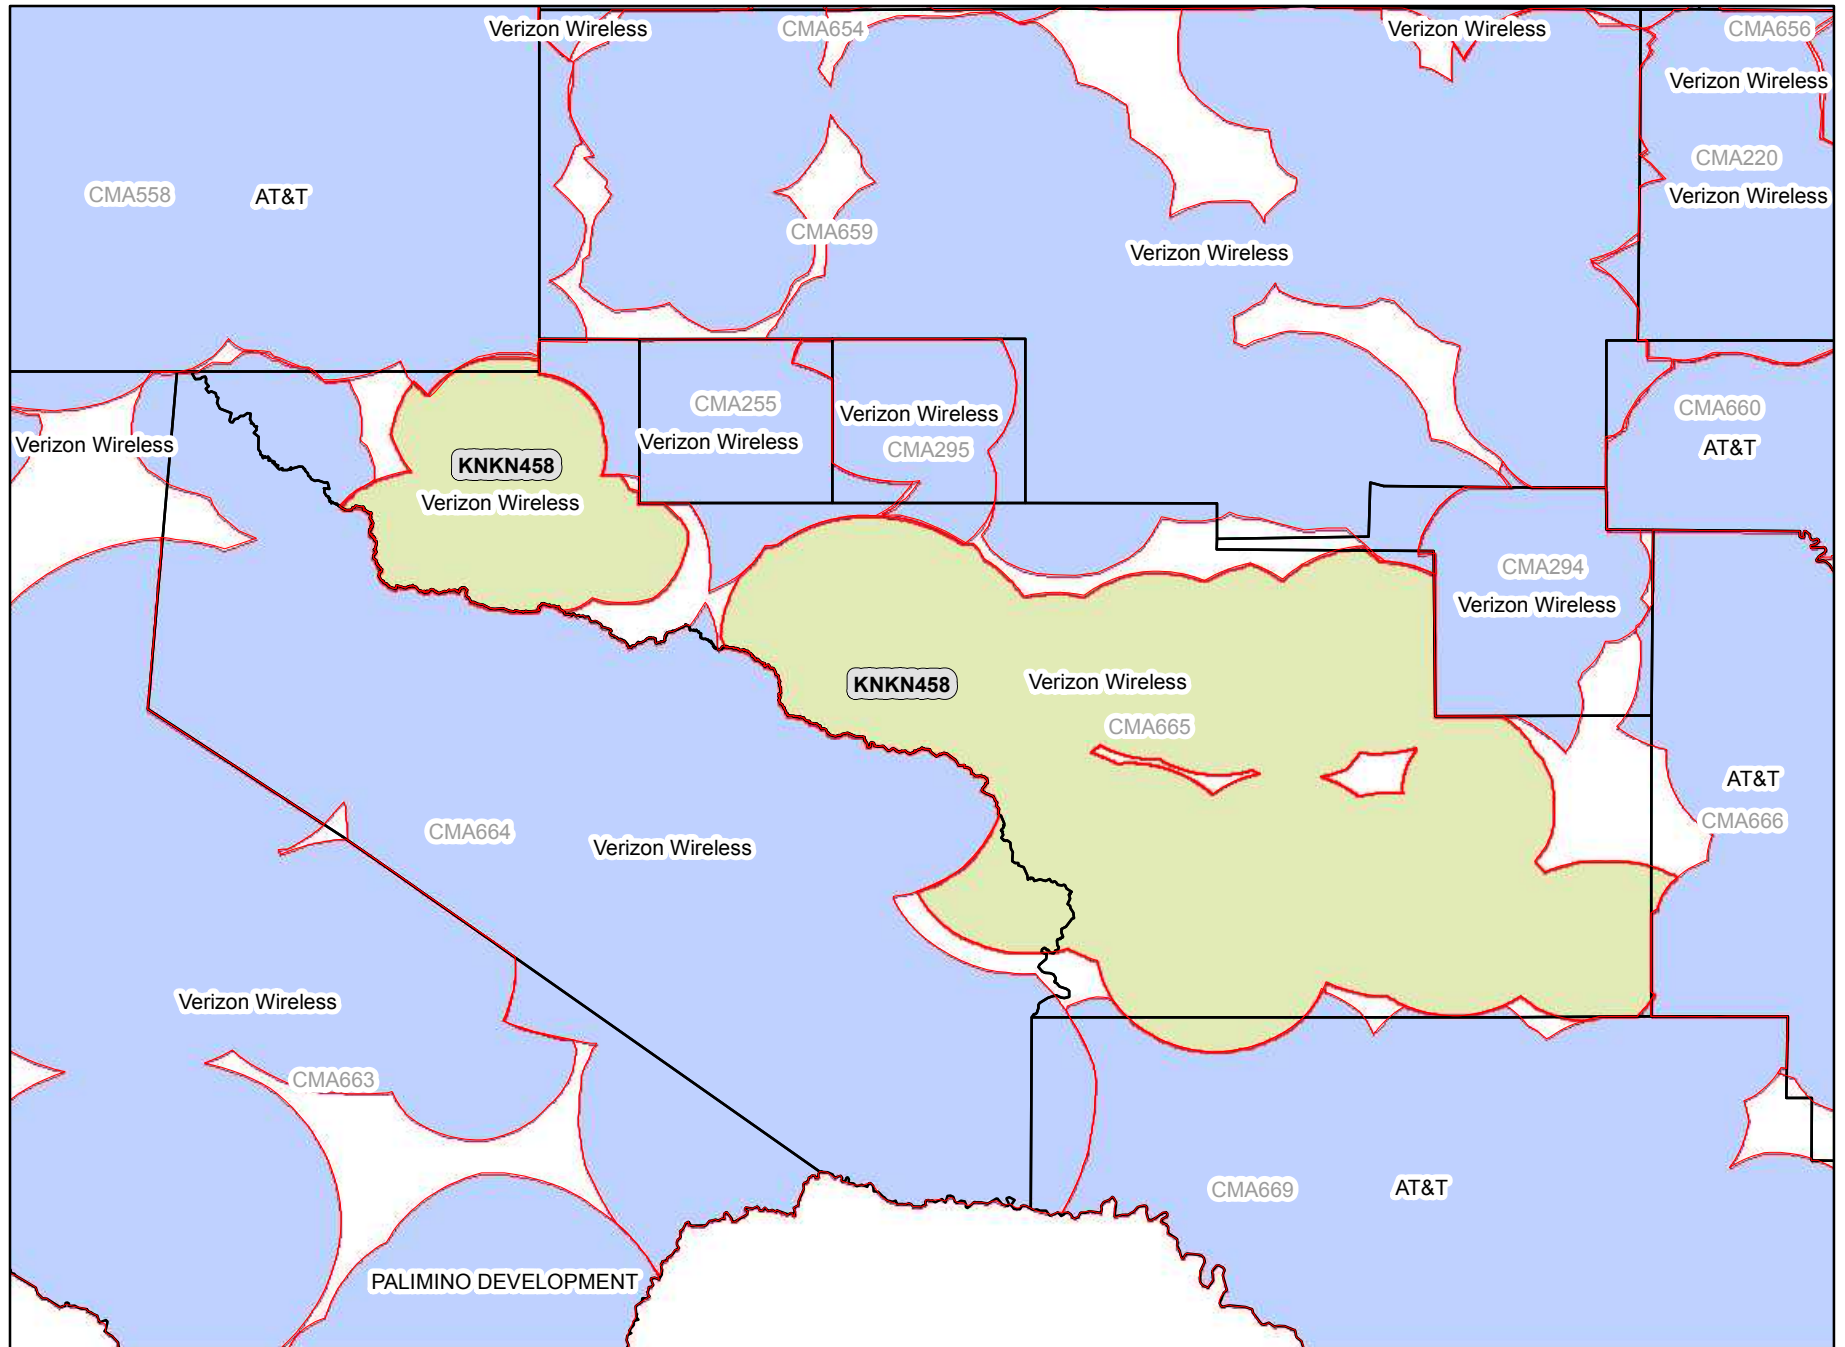 Verizon Wireless
CMA654
Verizon Wireless
CMA656
Verizon Wireless
CMA220
Verizon Wireless
CMA558
AT&T
CMA659
Verizon Wireless
CMA255
Verizon Wireless
Verizon Wireless
CMA295
CMA660
AT&T
Verizon Wireless
KNKN458
Verizon Wireless
CMA294
Verizon Wireless
KNKN458
Verizon Wireless
CMA665
AT&T
CMA666
CMA664
Verizon Wireless
Verizon Wireless
CMA663
CMA669
AT&T
PALIMINO DEVELOPMENT